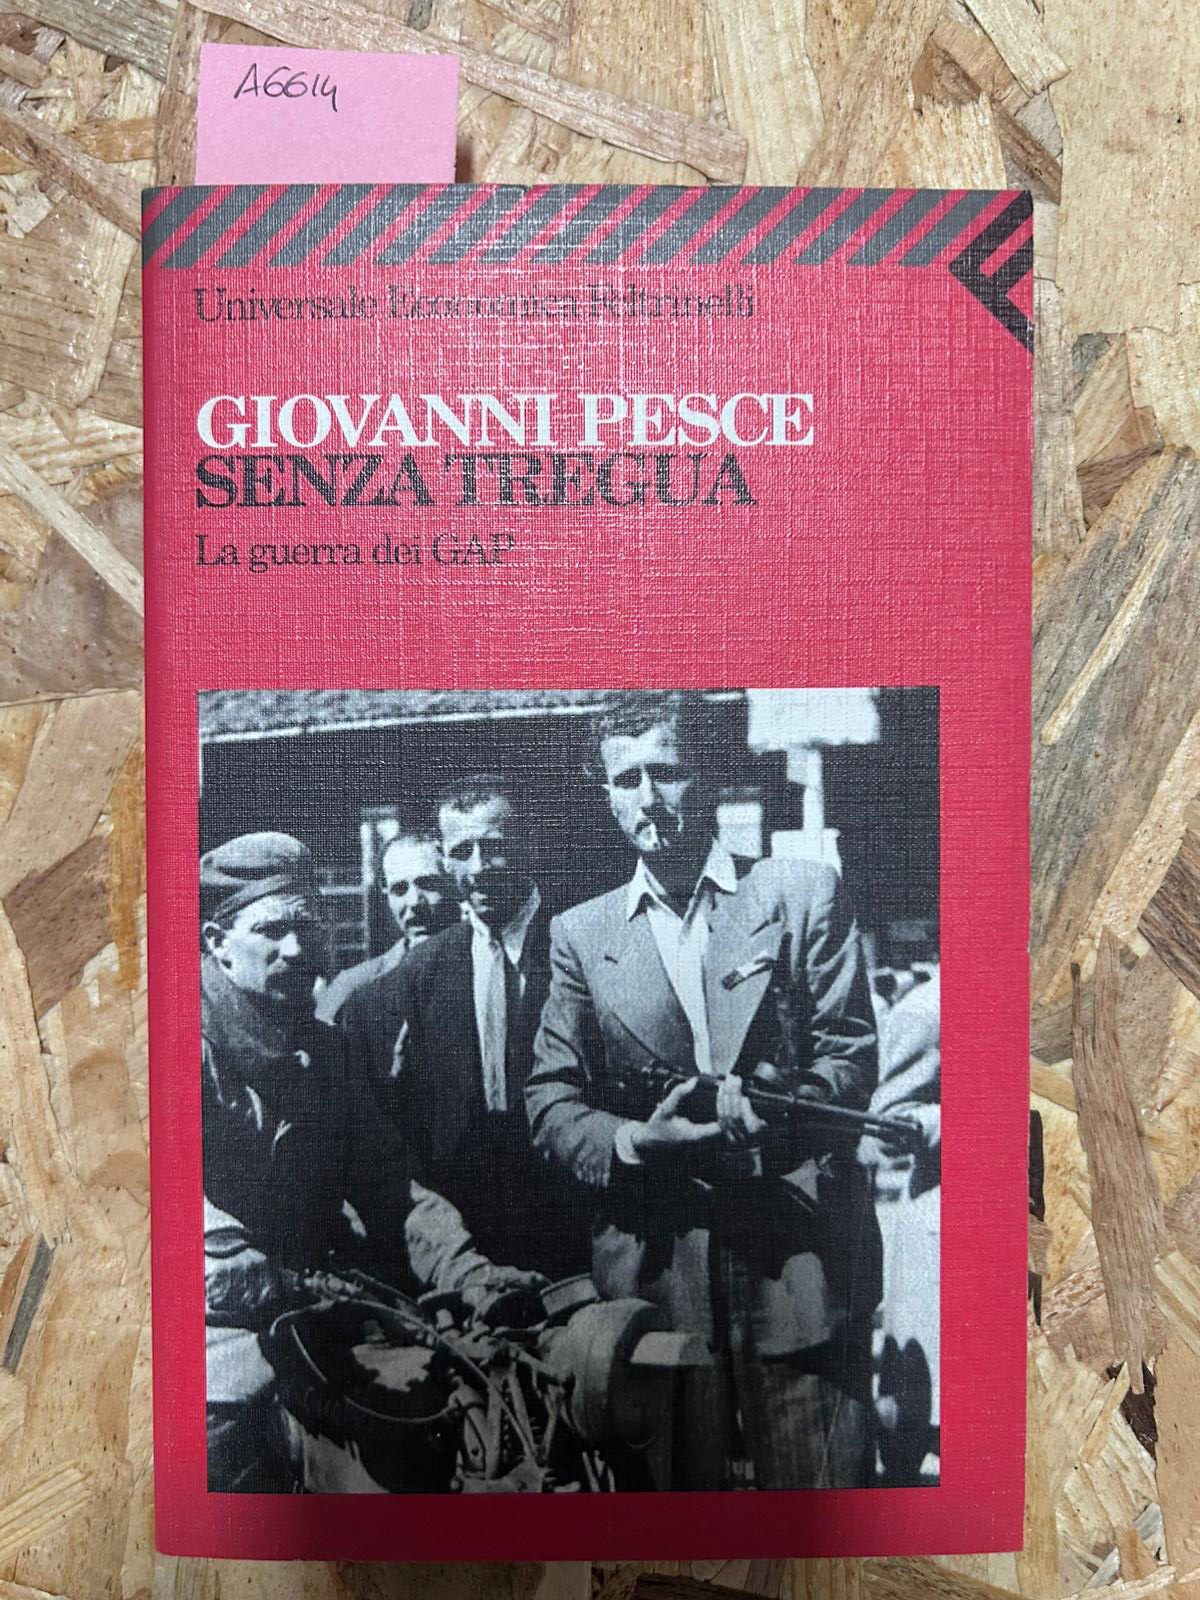 A6614
Universale Economica Feltrinelli
GIOVANNI PESCE
SENZA TREGUA
La guerra dei GAP